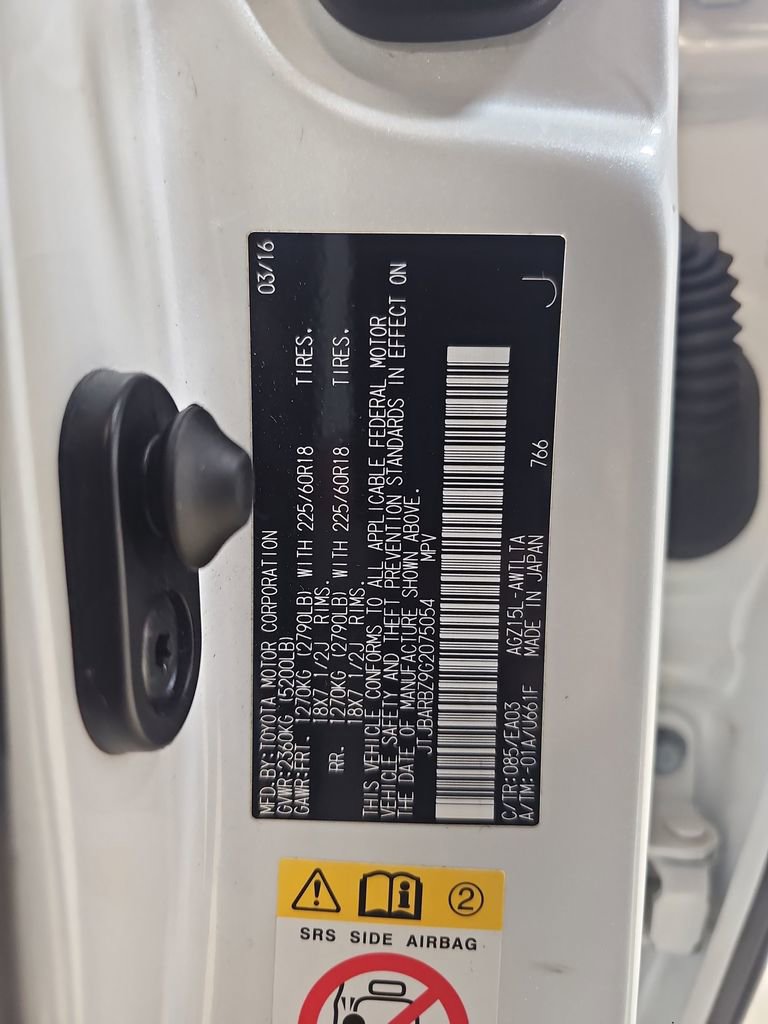 MFD.BY:TOYOTA MOTOR CORPORATION 03/16
GVWR:2360KG (5200LB)
GAWR:FRT. 1270KG (2790LB) WITH 225/60R18 TIRES.
18X7 1/2J RIMS.
RR. 1270KG (2790LB) WITH 225/60R18 TIRES.
18X7 1/2J RIMS.
THIS VEHICLE CONFORMS TO ALL APPLICABLE FEDERAL MOTOR
VEHICLE SAFETY AND THEFT PREVENTION STANDARDS IN EFFECT ON
THE DATE OF MANUFACTURE SHOWN ABOVE.
JTJBARBZ9G2075054 MPV
C/TR:085/EA03 AGZ15L-AWTLTA
A/TM:-01A/U661F MADE IN JAPAN 766 J
2
SRS SIDE AIRBAG